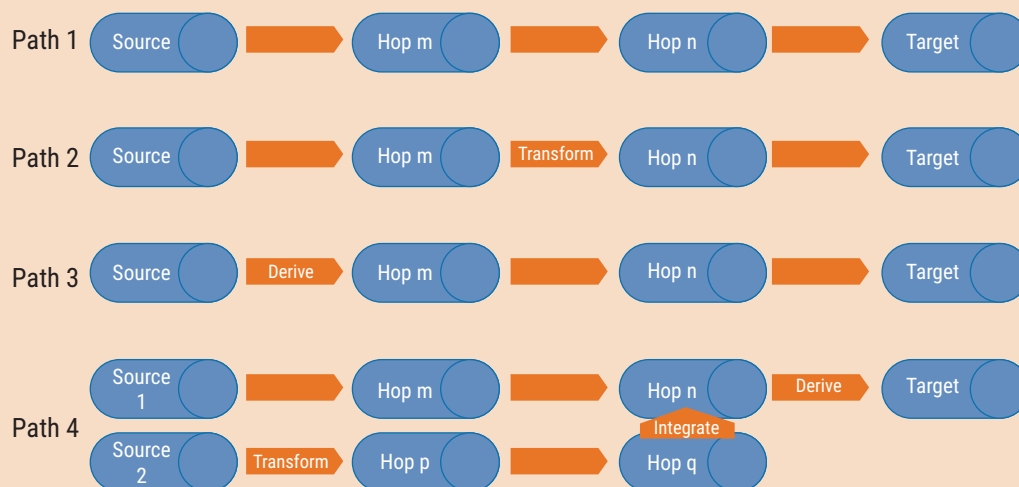 Path 1
Source
Hop m
Hop n
Target
Path 2
Source
Hop m
Transform
Hop n
Target
Path 3
Source
Derive
Hop m
Hop n
Target
Path 4
Source
1
Hop m
Hop n
Derive
Target
Integrate
Source
2
Transform
Hop p
Hop q